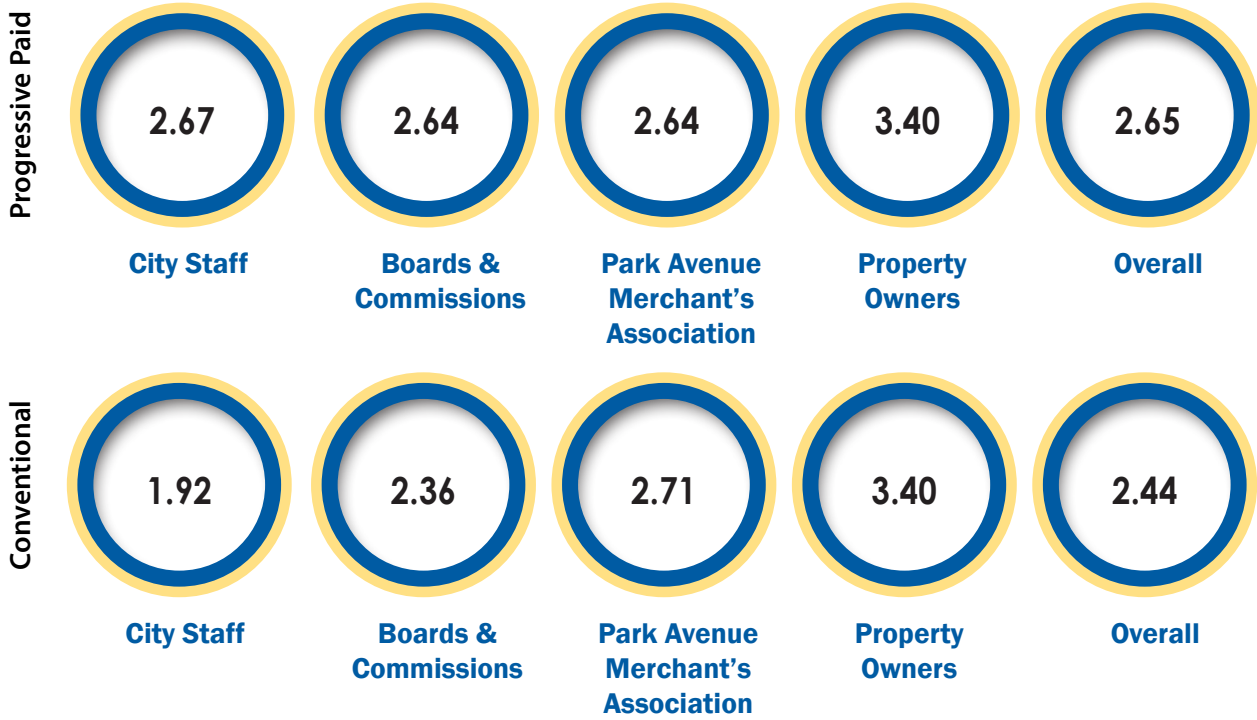 Progressive Paid
2.67
2.64
2.64
3.40
2.65
City Staff
Boards &
Commissions
Park Avenue
Merchant's
Association
Property
Owners
Overall
Conventional
1.92
2.36
2.71
3.40
2.44
City Staff
Boards &
Commissions
Park Avenue
Merchant's
Association
Property
Owners
Overall